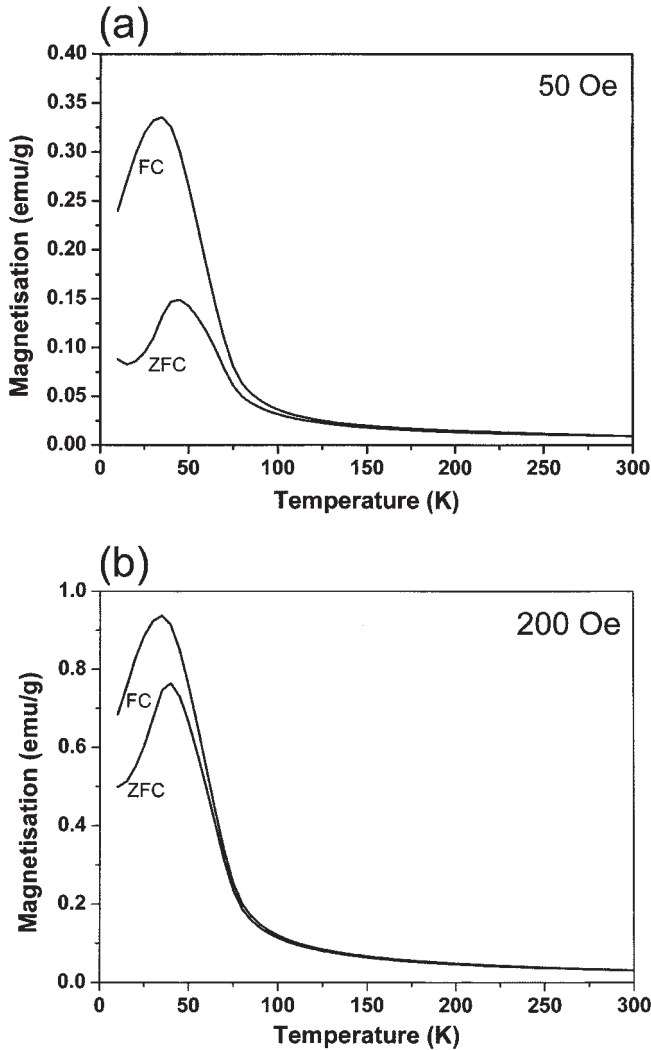 (a)
0.40
0.35
0.30
0.25
0.20
0.15
0.10
0.05
0.00
Magnetisation (emu/g)
50 Oe
FC
ZFC
0 50 100 150 200 250 300
Temperature (K)
(b)
1.0
0.8
0.6
0.4
0.2
0.0
Magnetisation (emu/g)
200 Oe
FC
ZFC
0 50 100 150 200 250 300
Temperature (K)